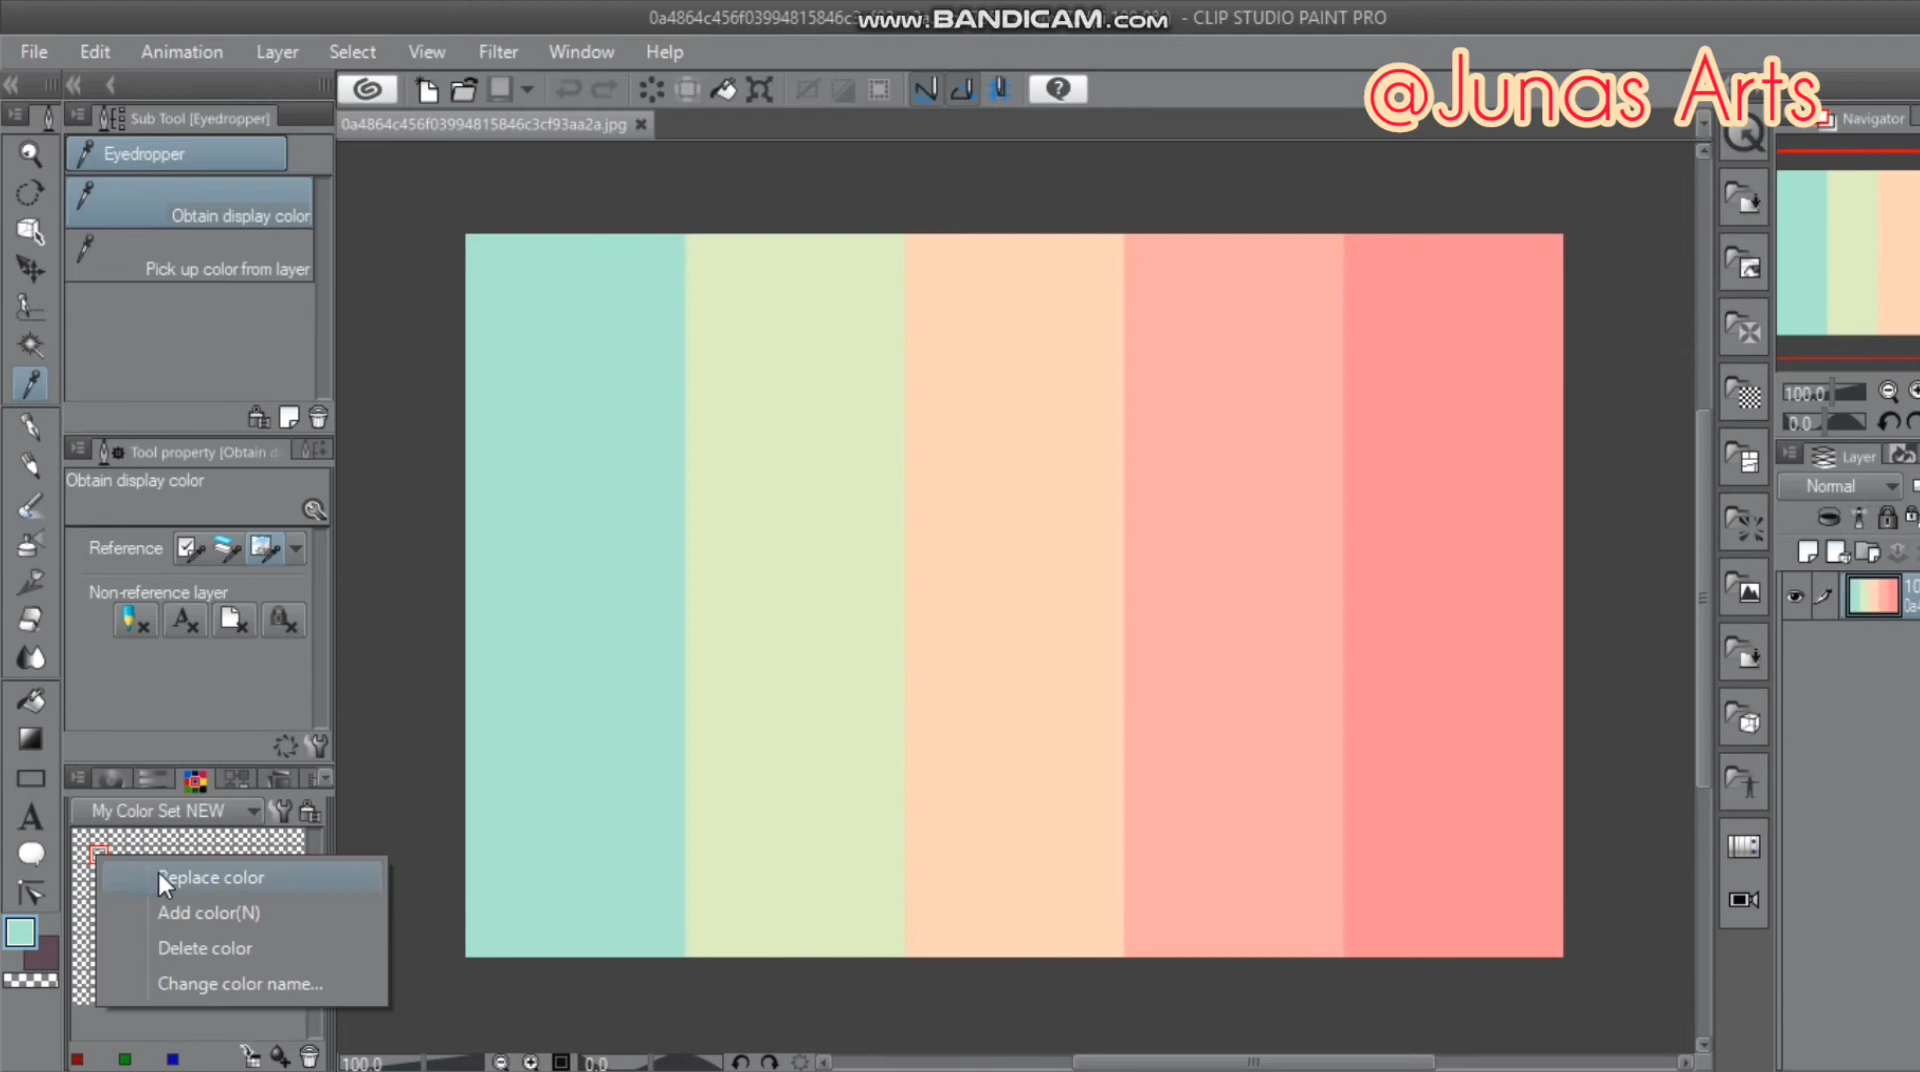 0a4864c456f03994815846c3
www.BANDICAM.com
- CLIP STUDIO PAINT PRO
File Edit Animation Layer Select View Filter Window Help
@Junas Arts
Sub Tool [Eyedropper]
0a4864c456f03994815846c3cf93aa2a.jpg
Navigator
Eyedropper
Obtain display color
Pick up color from layer
100.0
0.0
Tool property [Obtain d
Layer
Obtain display color
Normal
Reference
Non-reference layer
10
0a4
My Color Set NEW
Replace color
Add color(N)
Delete color
Change color name...
100.0 0.0